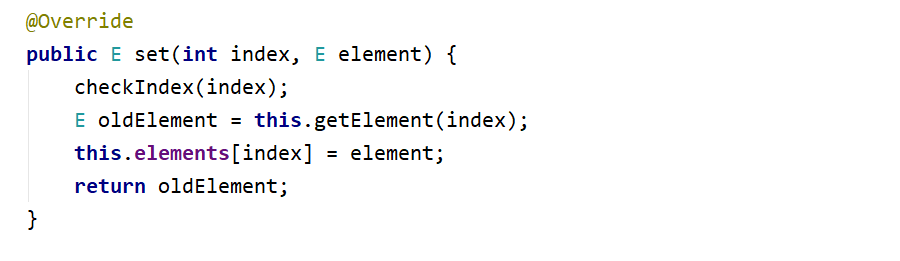 @Override
public E set(int index, E element) {
    checkIndex(index);
    E oldElement = this.getElement(index);
    this.elements[index] = element;
    return oldElement;
}